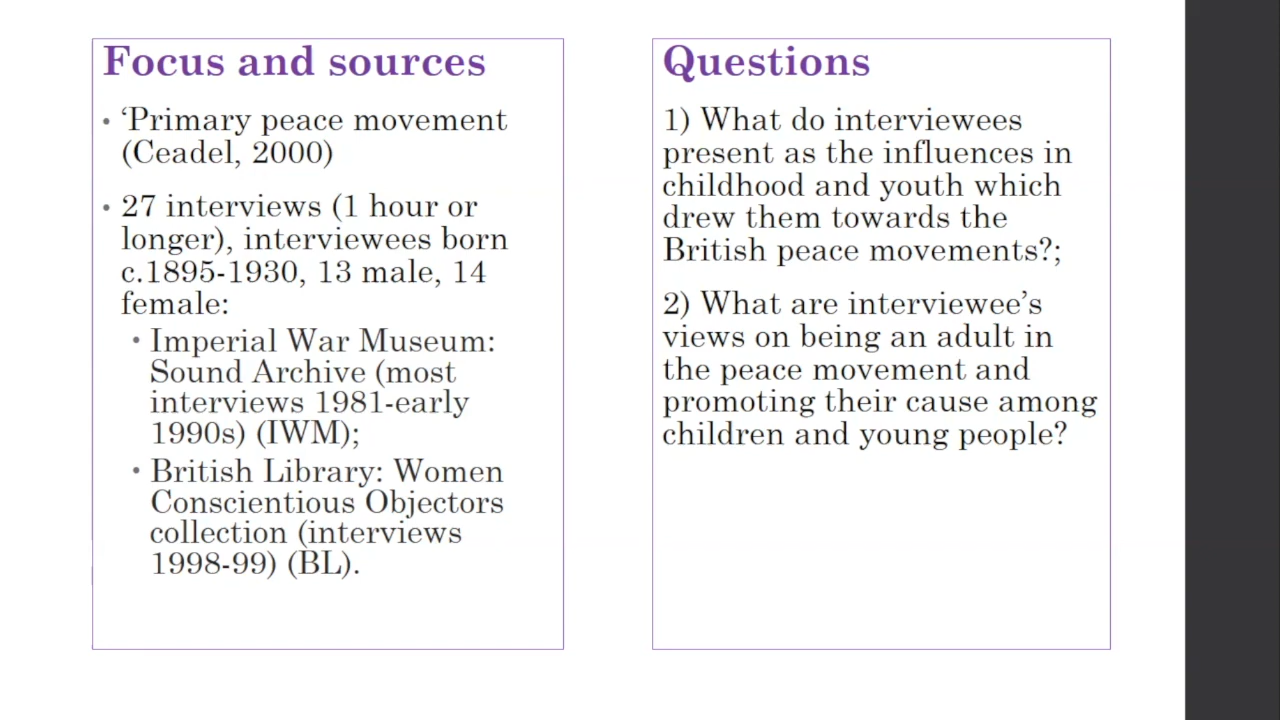 Focus and sources
• ‘Primary peace movement
(Ceadel, 2000)
• 27 interviews (1 hour or
longer), interviewees born
c.1895-1930, 13 male, 14
female:
• Imperial War Museum:
Sound Archive (most
interviews 1981-early
1990s) (IWM);
• British Library: Women
Conscientious Objectors
collection (interviews
1998-99) (BL).
Questions
1) What do interviewees
present as the influences in
childhood and youth which
drew them towards the
British peace movements?;
2) What are interviewee’s
views on being an adult in
the peace movement and
promoting their cause among
children and young people?